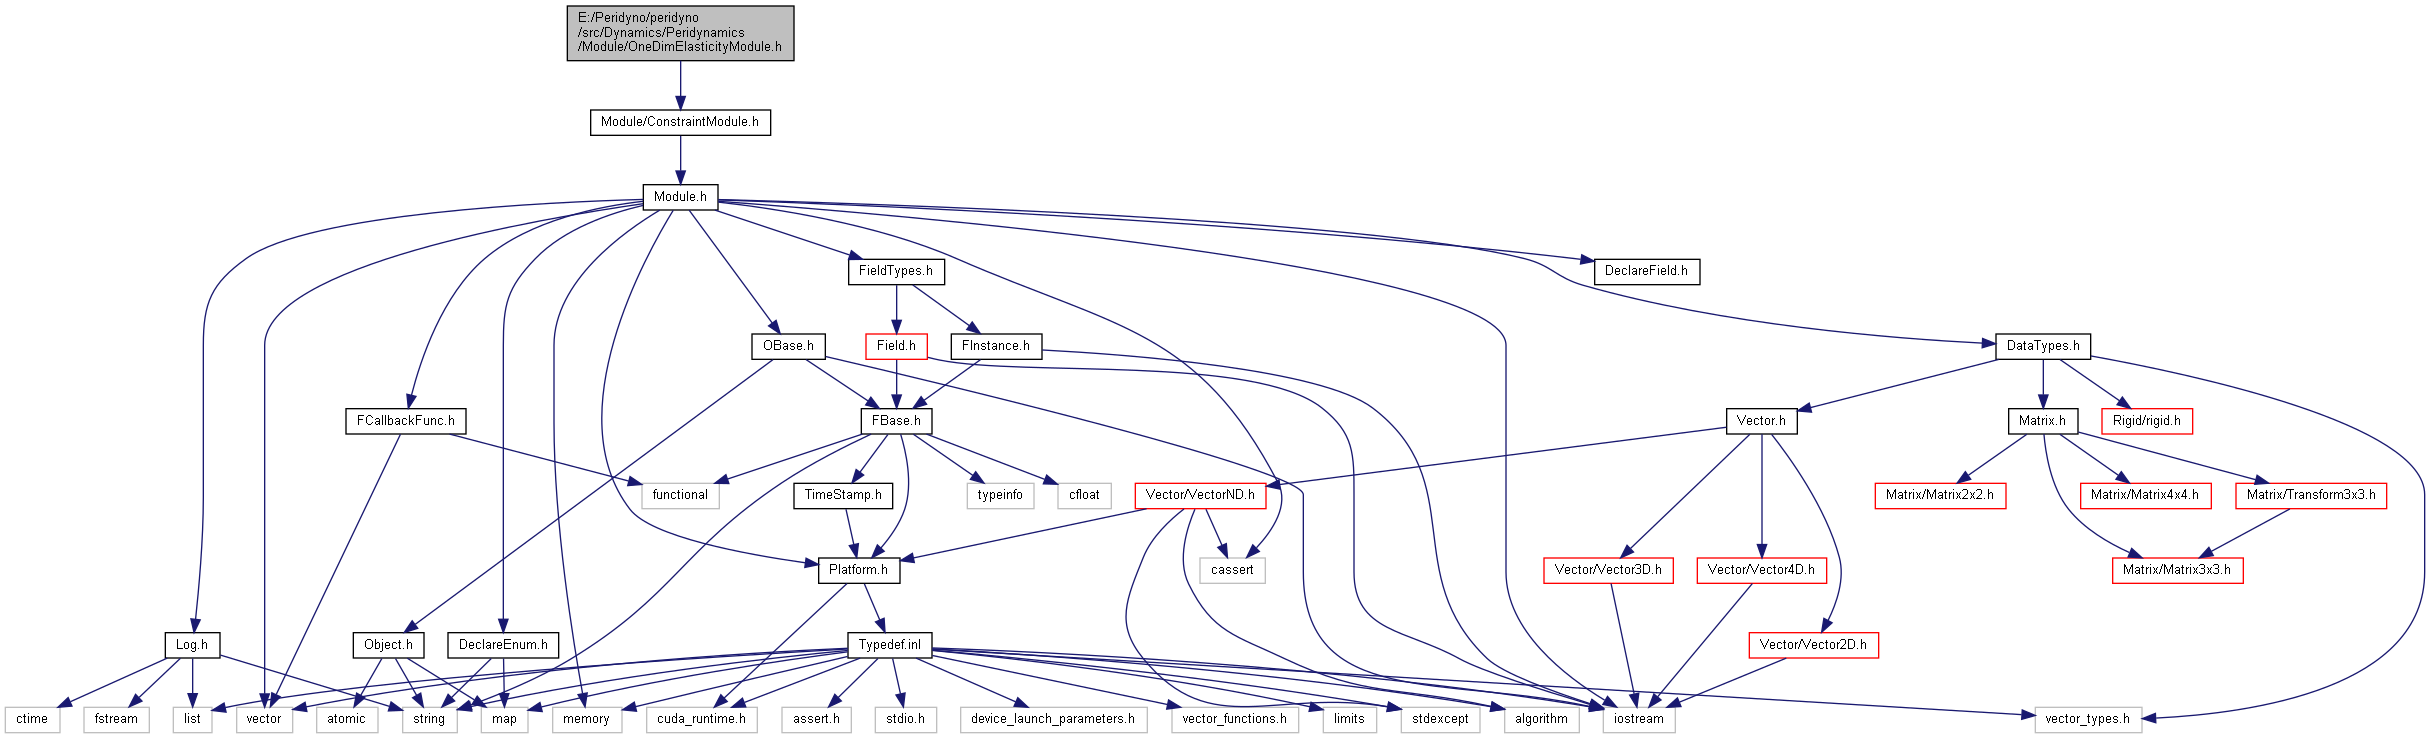 E:/Peridyno/peridyno
/src/Dynamics/Peridynamics
/Module/OneDimElasticityModule.h
Module/ConstraintModule.h
Module.h
FieldTypes.h
DeclareField.h
OBase.h
Field.h
FInstance.h
DataTypes.h
FCallbackFunc.h
FBase.h
Vector.h
Matrix.h
Rigid/rigid.h
functional
TimeStamp.h
typeinfo
cfloat
Vector/VectorND.h
Matrix/Matrix2x2.h
Matrix/Matrix4x4.h
Matrix/Transform3x3.h
Platform.h
cassert
Vector/Vector3D.h
Vector/Vector4D.h
Matrix/Matrix3x3.h
Log.h
Object.h
DeclareEnum.h
Typedef.inl
Vector/Vector2D.h
ctime
fstream
list
vector
atomic
string
map
memory
cuda_runtime.h
assert.h
stdio.h
device_launch_parameters.h
vector_functions.h
limits
stdexcept
algorithm
iostream
vector_types.h